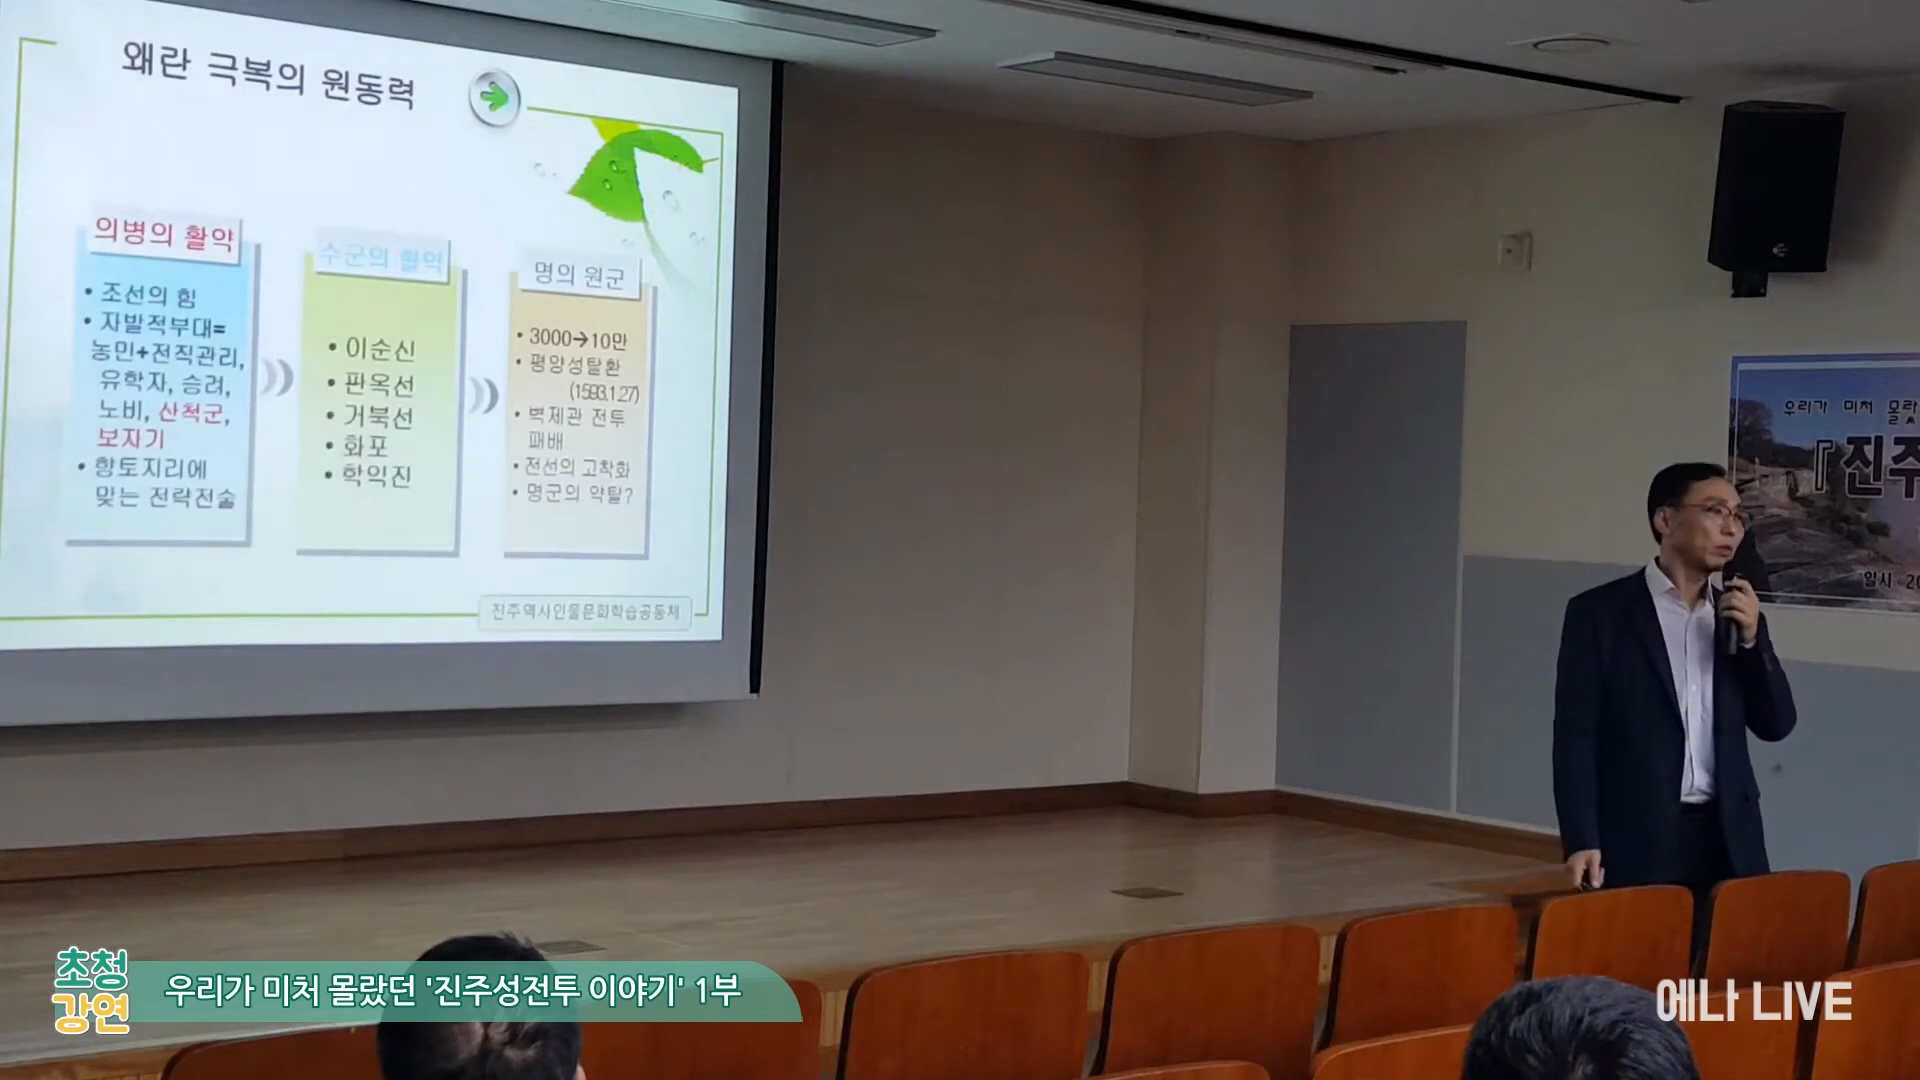 왜란 극복의 원동력
의병의 활약
• 조선의 힘
• 자발적부대=
농민+전직관리,
유학자, 승려,
노비, 산척군,
보자기
• 향토지리에
맞는 전략전술
수군의 활약
• 이순신
• 판옥선
• 거북선
• 화포
• 학익진
명의 원군
• 3000→10만
• 평양성탈환
(1593.1.27)
• 벽제관 전투
패배
• 전선의 고착화
• 명군의 약탈?
진주역사인물문화학습공동체
우리가 미처 몰랐
『진주
일시 20
초청
강연
우리가 미처 몰랐던 '진주성전투 이야기' 1부
에나 LIVE